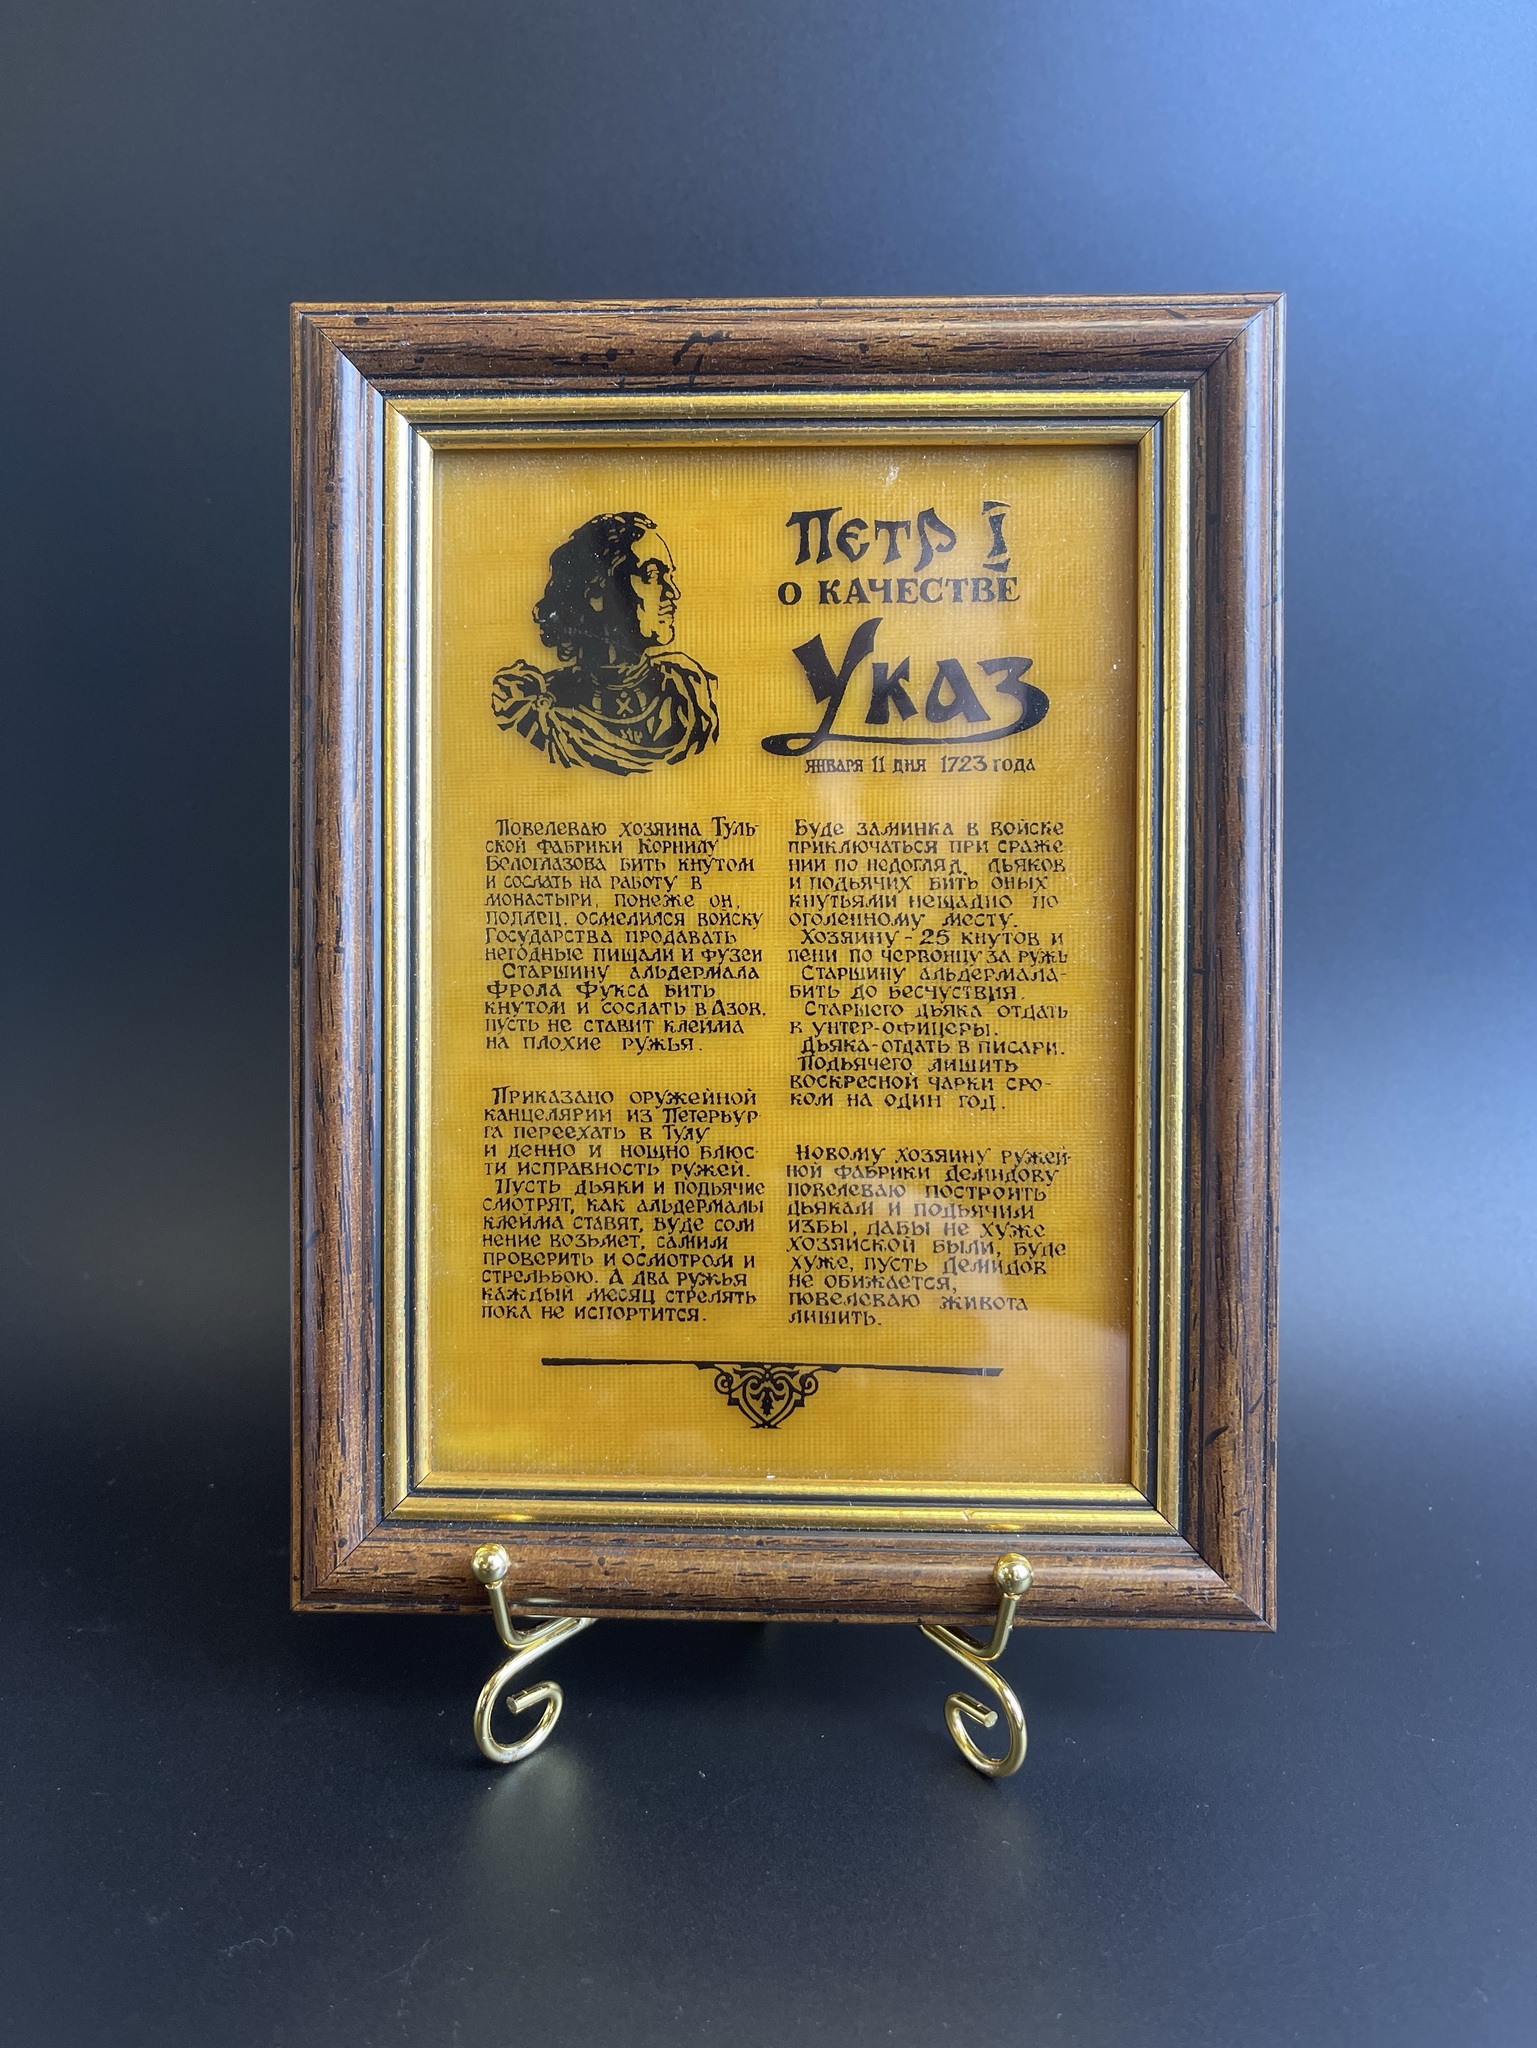 Петр I
О КАЧЕСТВЕ
Указ
января 11 дня 1723 года
Повелеваю хозяина Туль-
ской фабрики Корнилу
Белоглазова бить кнутом
и сослать на работу в
монастыри, понеже он,
подлец, осмелился войску
Государства продавать
негодные пищали и фузеи
Старшину альдермала
Фрола Фукса бить
кнутом и сослать в Азов,
пусть не ставит клейма
на плохие ружья.
Приказано оружейной
канцелярии из Петербур-
га переехать в Тулу
и денно и нощно блюс-
ти исправность ружей.
Пусть дьяки и подьячие
смотрят, как альдермалы
клейма ставят, буде сом
нение возьмет, самим
проверить и осмотром и
стрельбою. А два ружья
каждый месяц стрелять
пока не испортится.
Буде заминка в войске
приключаться при сраже
нии по недогляд. дьяков
и подьячих бить оных
кнутьями нещадно по
оголенному месту.
Хозяину - 25 кнутов и
пени по червонцу за ружь
Старшину альдермала-
бить до бесчуствия.
Старшего дьяка отдать
в унтер-офицеры.
Дьяка-отдать в писари.
Подьячего лишить
воскресной чарки сро-
ком на один год.
Новому хозяину ружей-
ной фабрики Демидову
повелеваю построить
дьякам и подьячим
избы, дабы не хуже
хозяйской были, буде
хуже, пусть Демидов
не обижается,
повелеваю живота
лишить.